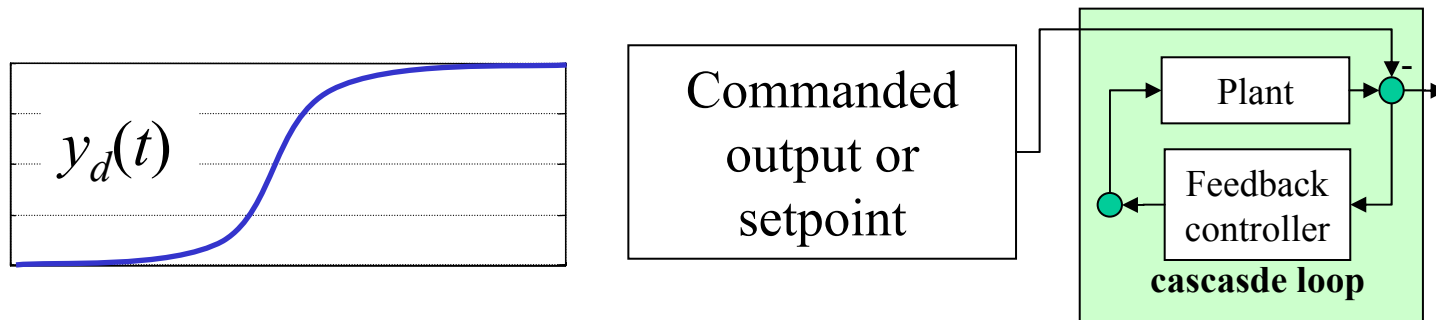 y_d(t)
Commanded
output or
setpoint
-
Plant
Feedback
controller
cascasde loop